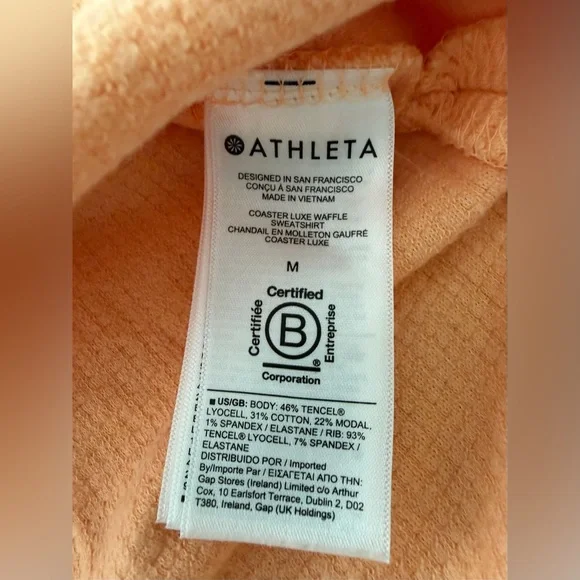 ATHLETA
DESIGNED IN SAN FRANCISCO
CONÇU À SAN FRANCISCO
MADE IN VIETNAM
COASTER LUXE WAFFLE
SWEATSHIRT
CHANDAIL EN MOLLETON GAUFRÉ
COASTER LUXE
M
Certified
Certifiée
B
Entreprise
®
Corporation
■ US/GB: BODY: 46% TENCEL®
LYOCELL, 31% COTTON, 22% MODAL,
1% SPANDEX / ELASTANE / RIB: 93%
TENCEL® LYOCELL, 7% SPANDEX /
ELASTANE
DISTRIBUIDO POR / Imported
By/Importe Par / ΕΙΣΑΓΕΤΑΙ ΑΠΟ ΤΗΝ:
Gap Stores (Ireland) Limited c/o Arthur
Cox, 10 Earlsfort Terrace, Dublin 2, D02
T380, Ireland, Gap (UK Holdings)